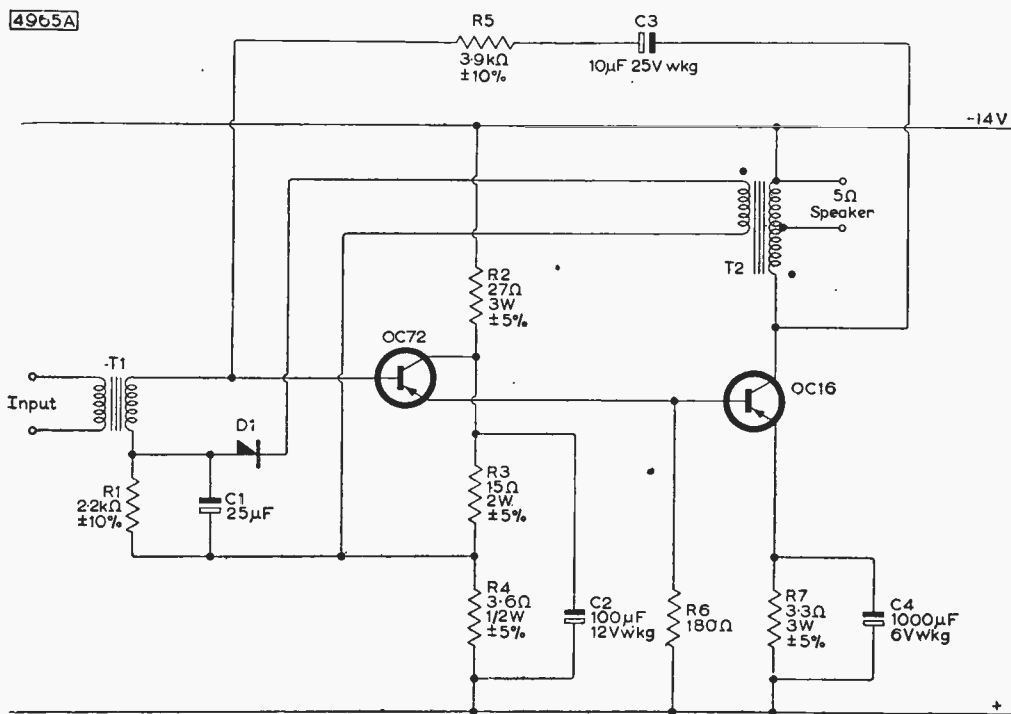 4965A
R5
3·9kΩ
±10%
C3
10μF 25V wkg
-14V
5Ω
Speaker
T2
R2
27Ω
3W
±5%
OC72
OC16
T1
Input
D1
R1
2·2kΩ
±10%
C1
25μF
R3
15Ω
2W
±5%
R4
3·6Ω
1/2W
±5%
C2
100μF
12Vwkg
R6
180Ω
R7
3·3Ω
3W
±5%
C4
1000μF
6Vwkg
+